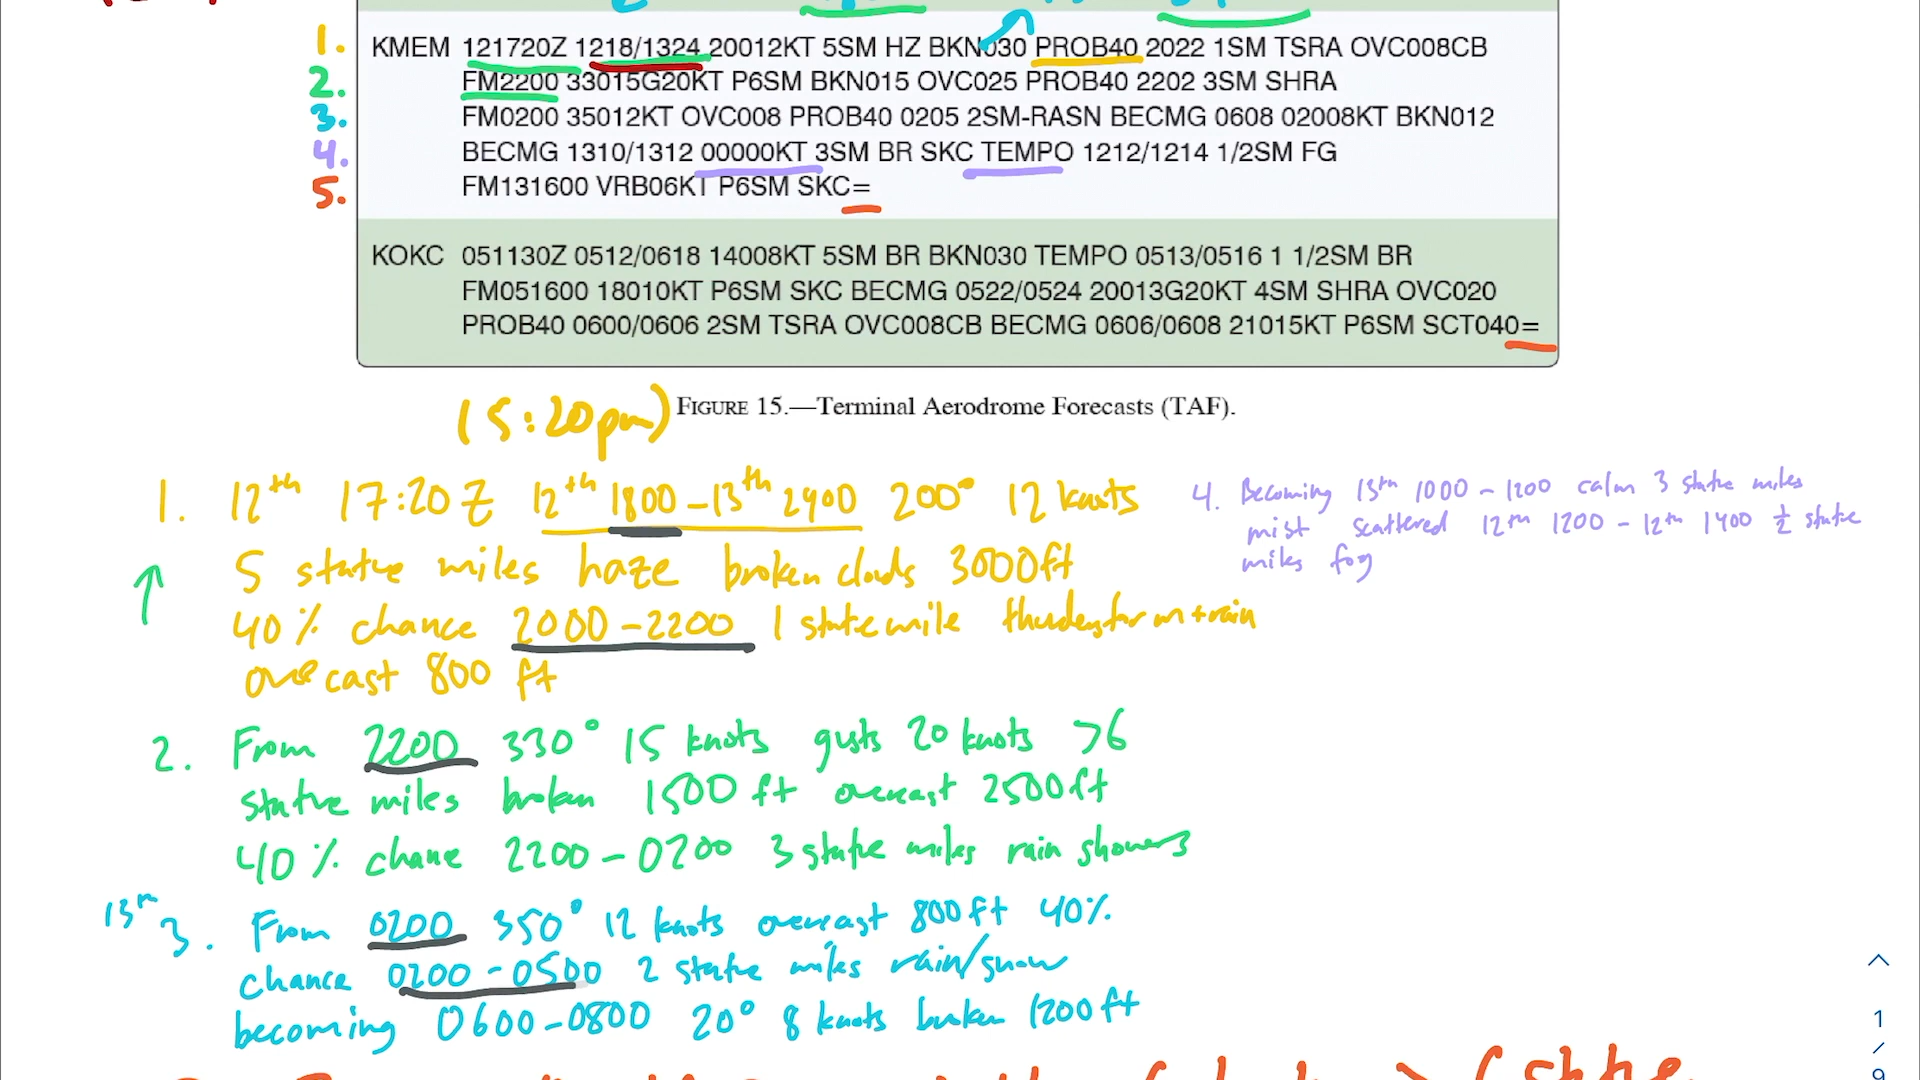 1. KMEM 121720Z 1218/1324 20012KT 5SM HZ BKN030 PROB40 2022 1SM TSRA OVC008CB
2. FM2200 33015G20KT P6SM BKN015 OVC025 PROB40 2202 3SM SHRA
3. FM0200 35012KT OVC008 PROB40 0205 2SM-RASN BECMG 0608 02008KT BKN012
4. BECMG 1310/1312 00000KT 3SM BR SKC TEMPO 1212/1214 1/2SM FG
5. FM131600 VRB06KT P6SM SKC=
KOKC 051130Z 0512/0618 14008KT 5SM BR BKN030 TEMPO 0513/0516 1 1/2SM BR
FM051600 18010KT P6SM SKC BECMG 0522/0524 20013G20KT 4SM SHRA OVC020
PROB40 0600/0606 2SM TSRA OVC008CB BECMG 0606/0608 21015KT P6SM SCT040=
(5:20pm)
FIGURE 15.—Terminal Aerodrome Forecasts (TAF).
1. 12th 17:20Z 12th 1800-13th 2400 200° 12 knots
5 statue miles haze broken clouds 3000ft
40% chance 2000-2200 1 statue mile thunderstorm+rain
overcast 800 ft
2. From 2200 330° 15 knots gusts 20 knots >6
statue miles broken 1500 ft overcast 2500ft
40% chance 2200-0200 3 statue miles rain showers
13th
3. From 0200 350° 12 knots overcast 800ft 40%
chance 0200-0500 2 statue miles rain/snow
becoming 0600-0800 20° 8 knots broken 1200ft
4. Becoming 13th 1000-1200 calm 3 statue miles
mist scattered 12th 1200-12th 1400 1/2 statue
miles fog
1
/
9